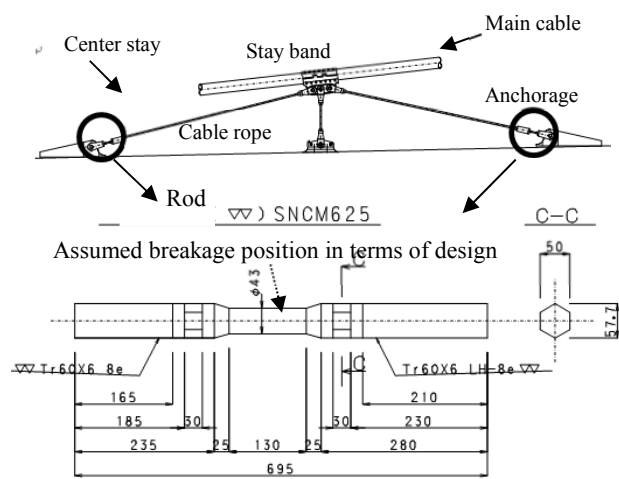 Main cable
Center stay
Stay band
Anchorage
Cable rope
Rod
▽▽) SNCM625
C-C
Assumed breakage position in terms of design
C
50
φ43
57.7
▽▽ Tr60X6 8e
C
Tr60X6 LH-8e ▽▽
165
210
185
30
30
230
235
25
130
25
280
695